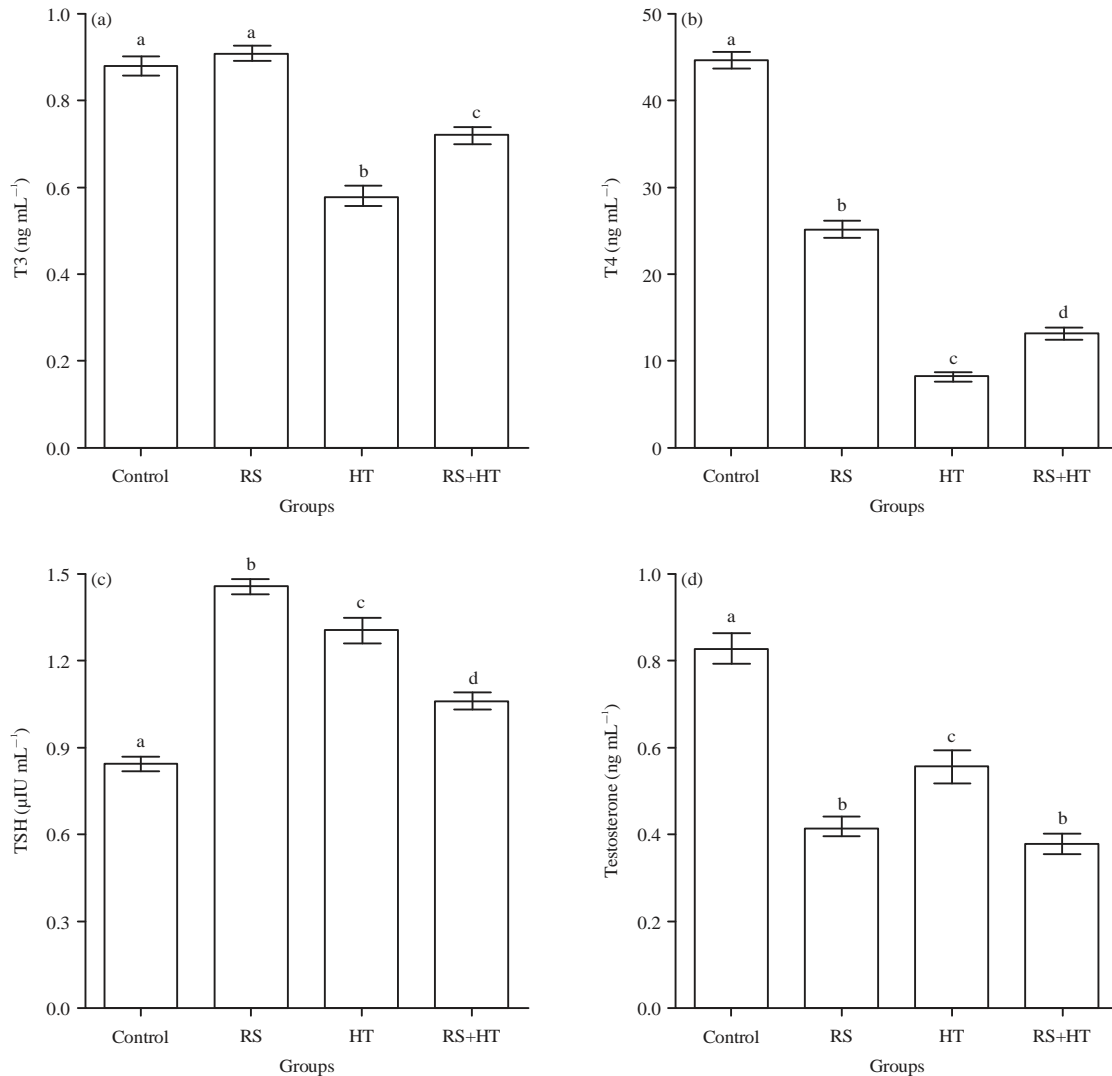 (a)
1.0
0.8
0.6
0.4
0.2
0.0
T3 (ng mL⁻¹)
a
a
b
c
Control RS HT RS+HT
Groups
(b)
50
40
30
20
10
0
T4 (ng mL⁻¹)
a
b
c
d
Control RS HT RS+HT
Groups
(c)
1.5
1.2
0.9
0.6
0.3
0.0
TSH (µIU mL⁻¹)
a
b
c
d
Control RS HT RS+HT
Groups
(d)
1.0
0.8
0.6
0.4
0.2
0.0
Testosterone (ng mL⁻¹)
a
b
c
b
Control RS HT RS+HT
Groups